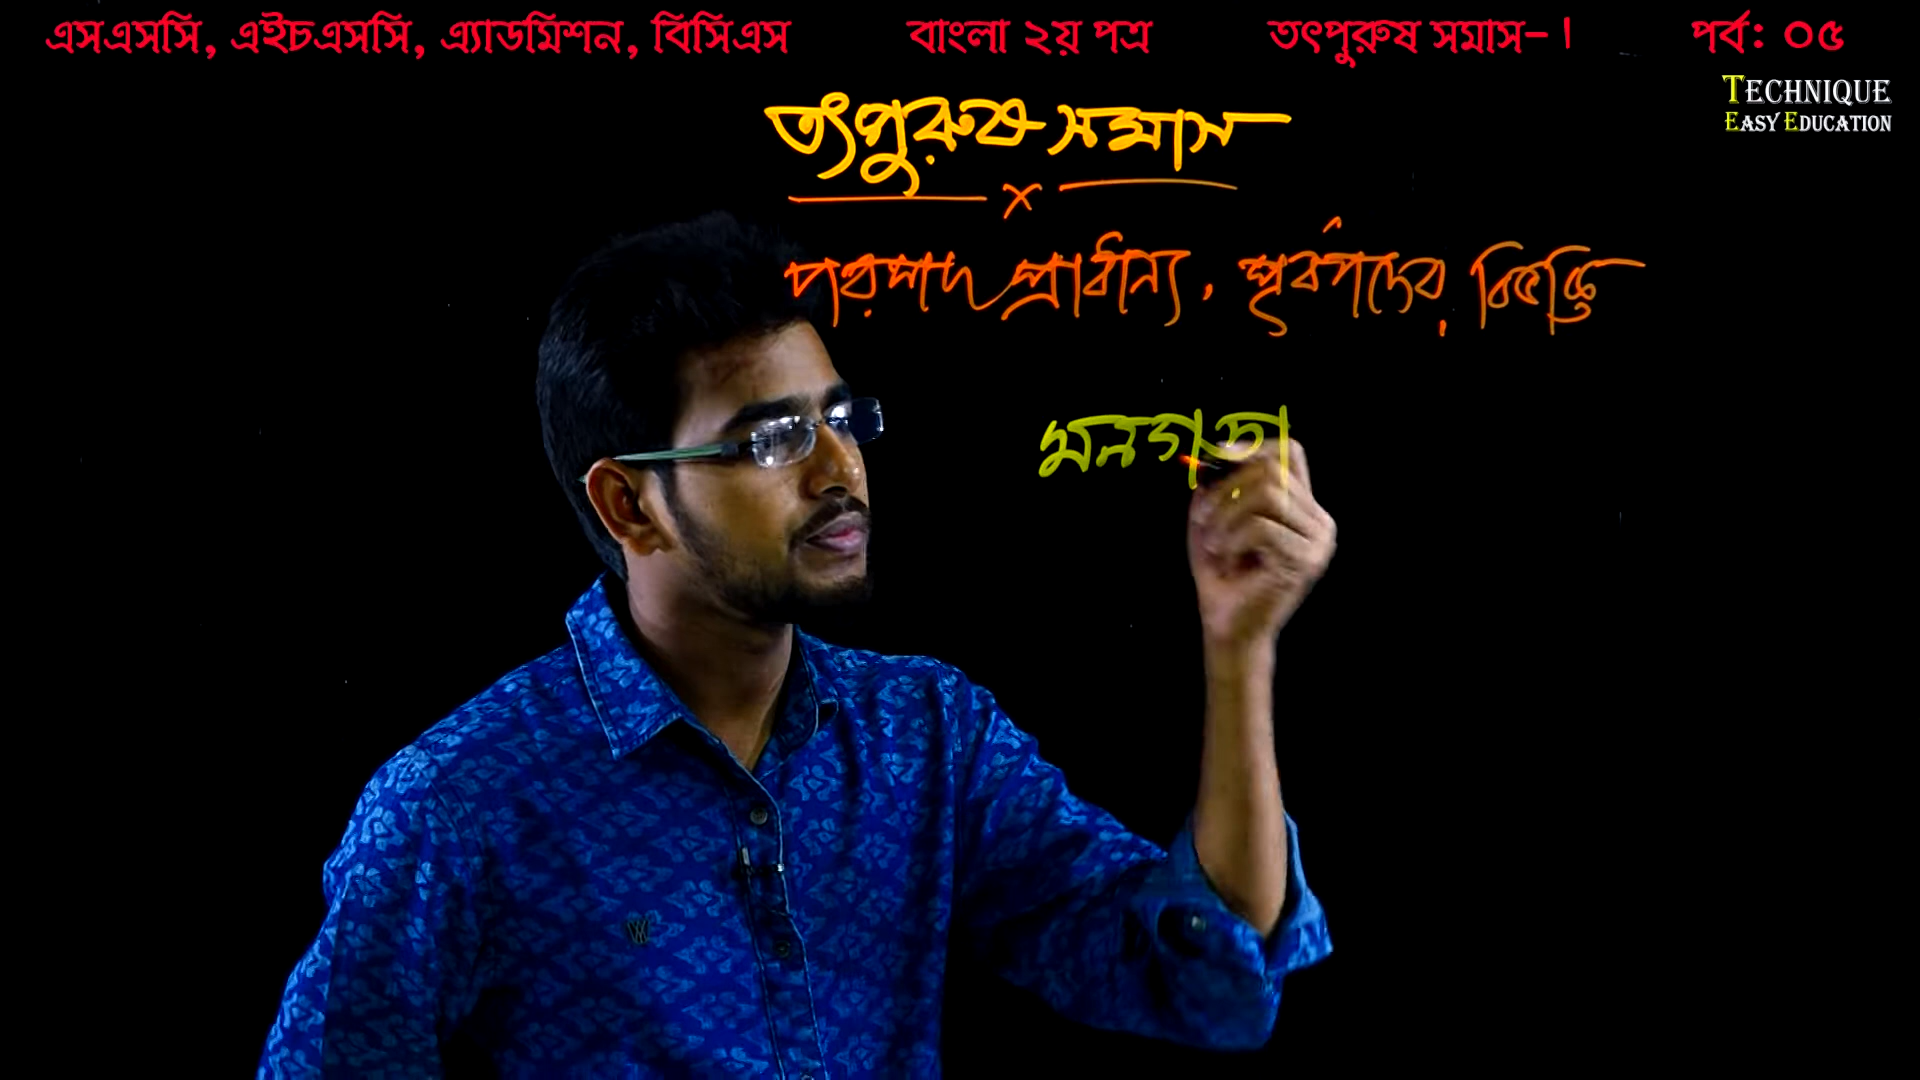 এসএসসি, এইচএসসি, এ্যাডমিশন, বিসিএস বাংলা ২য় পত্র তৎপুরুষ সমাস-। পর্ব: ০৫
TECHNIQUE
EASY EDUCATION
তৎপুরুষ সমাস
×
পরপদ প্রাধান্য, পূর্বপদের বিভক্তি
মনগড়া